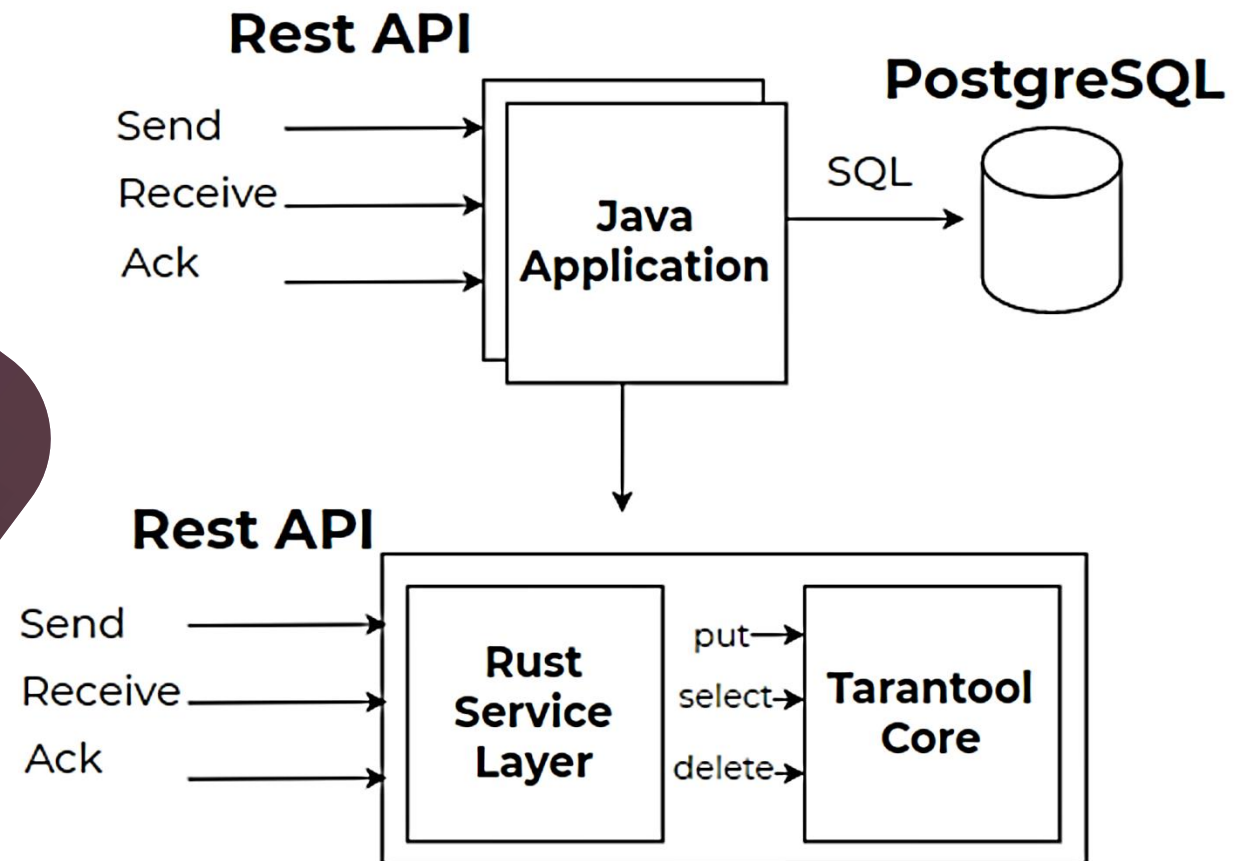 Rest API
PostgreSQL
Send
Receive
Ack
Java
Application
SQL
Rest API
Send
Receive
Ack
Rust
Service
Layer
put
select
delete
Tarantool
Core